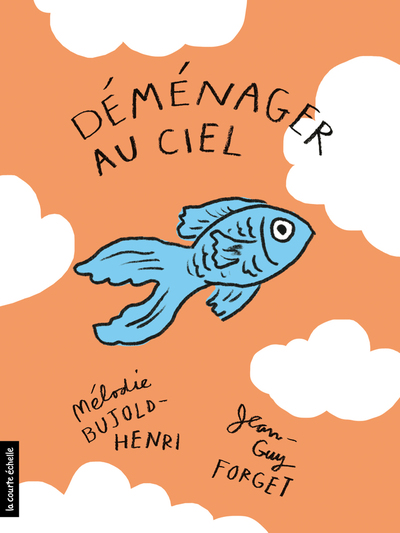 DÉMÉNAGER
AU CIEL
Mélodie
BUJOLD-
HENRI
Jean-
Guy
FORGET
la courte échelle